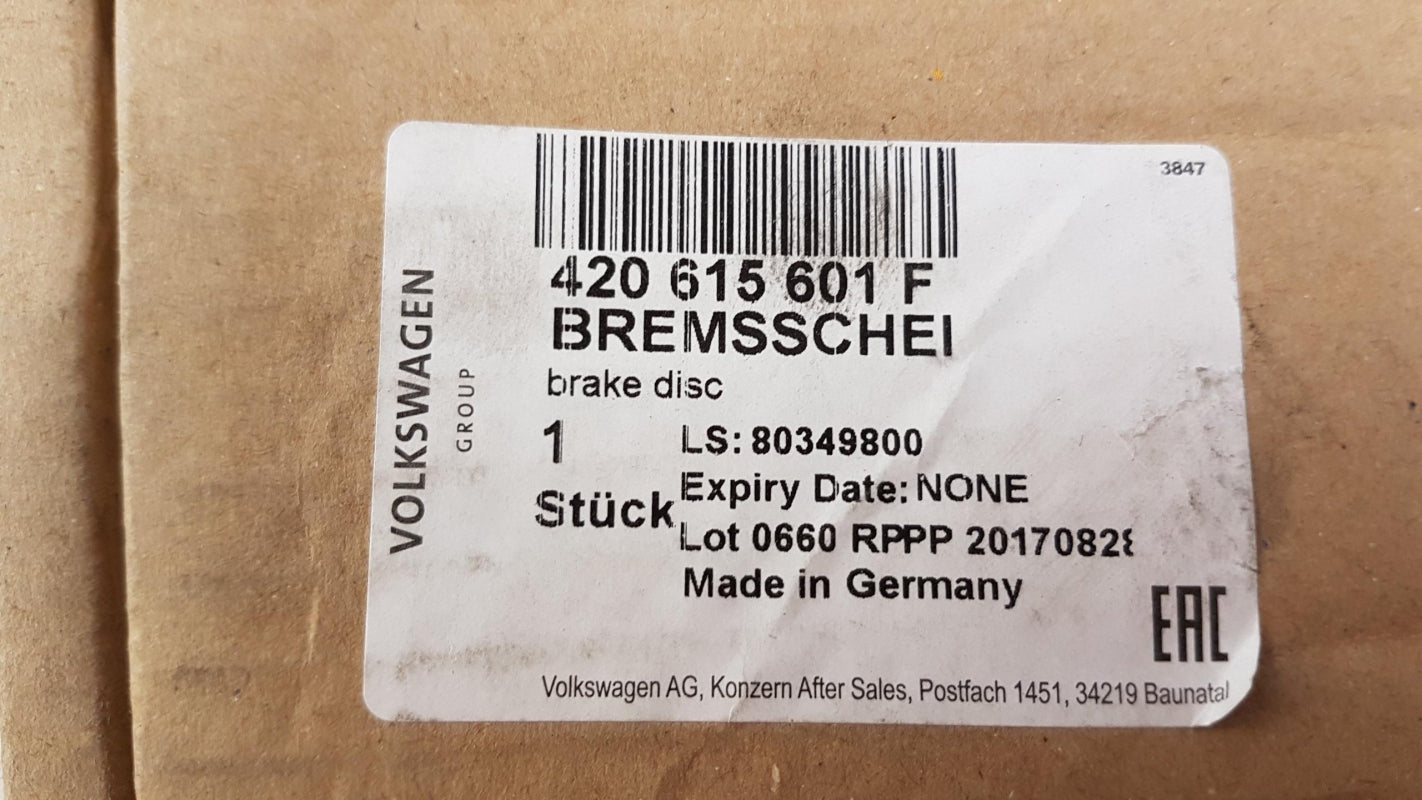 3847
420 615 601 F
BREMSSCHEI
brake disc
1
LS: 80349800
Expiry Date: NONE
Stück
Lot 0660 RPPP 20170828
Made in Germany
EAC
Volkswagen AG, Konzern After Sales, Postfach 1451, 34219 Baunatal
VOLKSWAGEN
GROUP